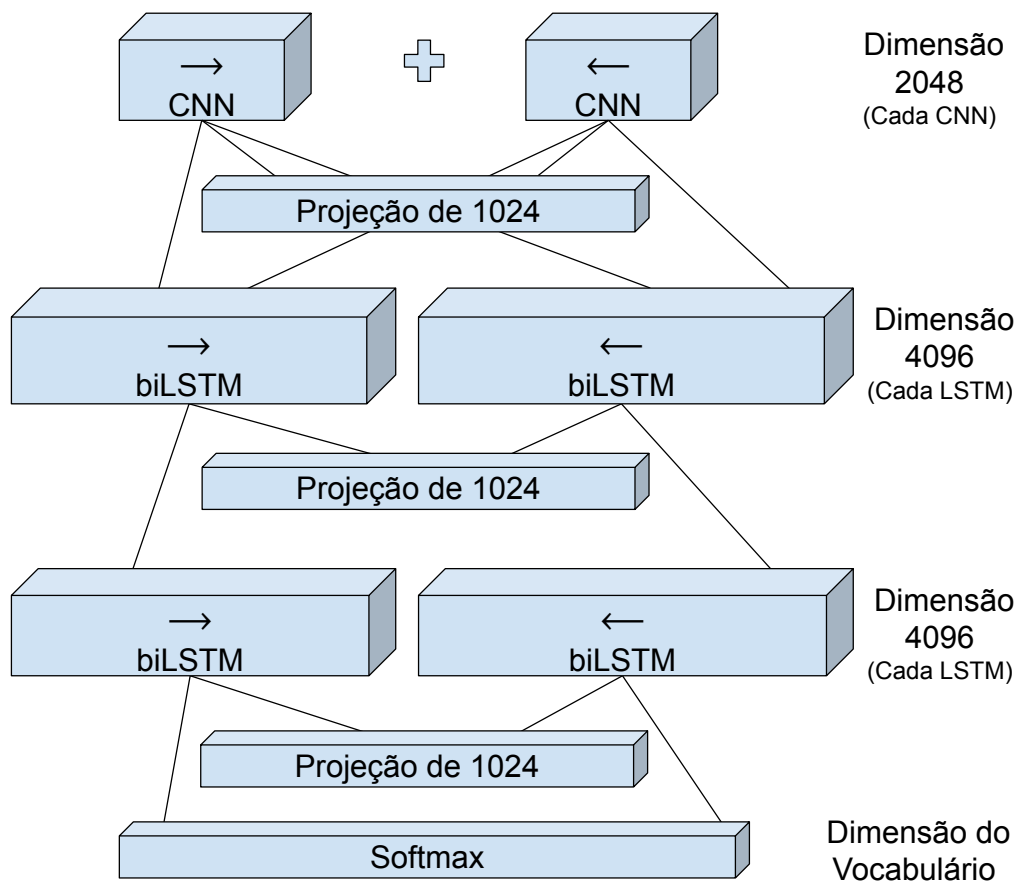 →
CNN
←
CNN
Dimensão
2048
(Cada CNN)
Projeção de 1024
→
biLSTM
←
biLSTM
Dimensão
4096
(Cada LSTM)
Projeção de 1024
→
biLSTM
←
biLSTM
Dimensão
4096
(Cada LSTM)
Projeção de 1024
Softmax
Dimensão do
Vocabulário